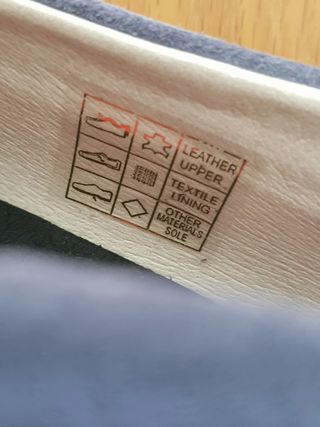 LEATHER
UPPER
TEXTILE
LINING
OTHER
MATERIALS
SOLE